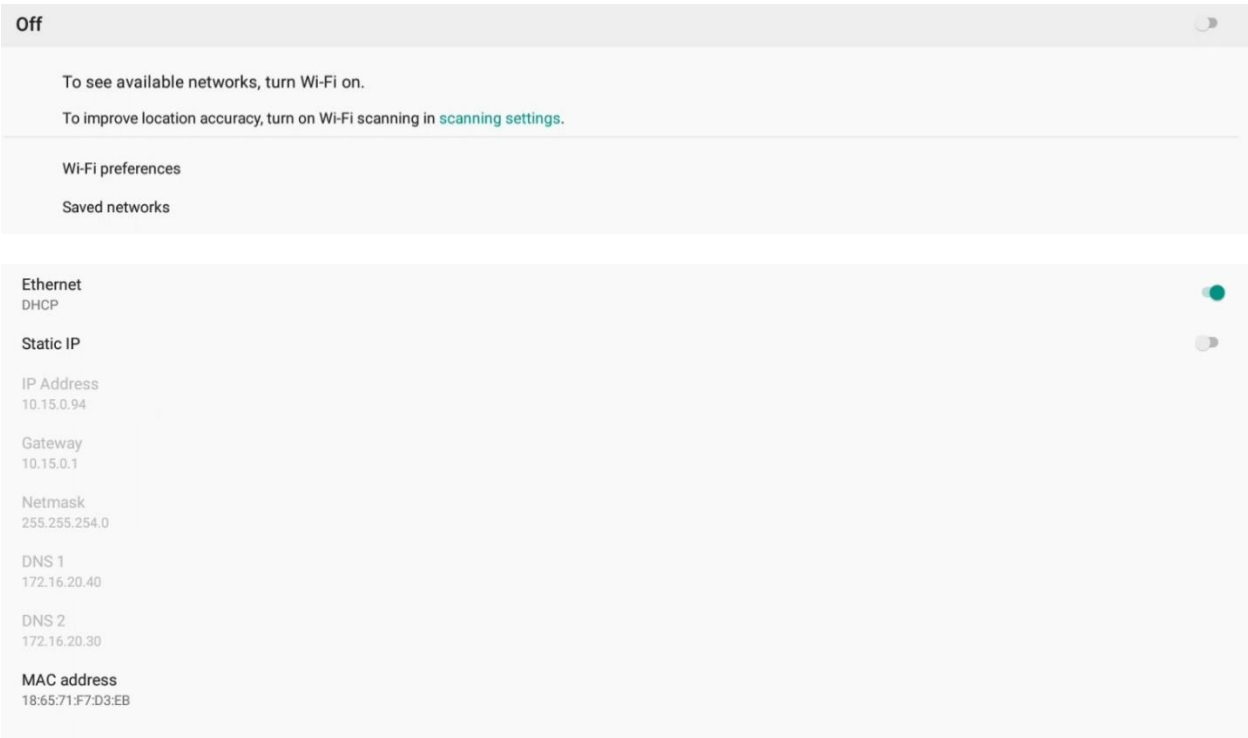 Off
To see available networks, turn Wi-Fi on.
To improve location accuracy, turn on Wi-Fi scanning in scanning settings.
Wi-Fi preferences
Saved networks
Ethernet
DHCP
Static IP
IP Address
10.15.0.94
Gateway
10.15.0.1
Netmask
255.255.254.0
DNS 1
172.16.20.40
DNS 2
172.16.20.30
MAC address
18:65:71:F7:D3:EB